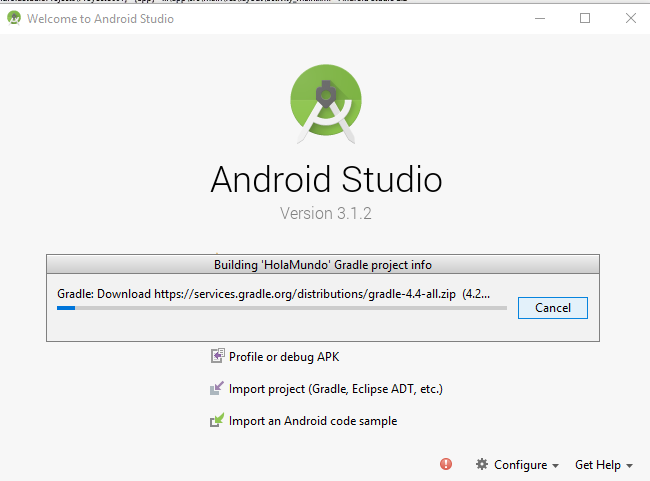 Welcome to Android Studio
Android Studio
Version 3.1.2
Building 'HolaMundo' Gradle project info
Gradle: Download https://services.gradle.org/distributions/gradle-4.4-all.zip (4.2...
Cancel
Profile or debug APK
Import project (Gradle, Eclipse ADT, etc.)
Import an Android code sample
Configure
Get Help